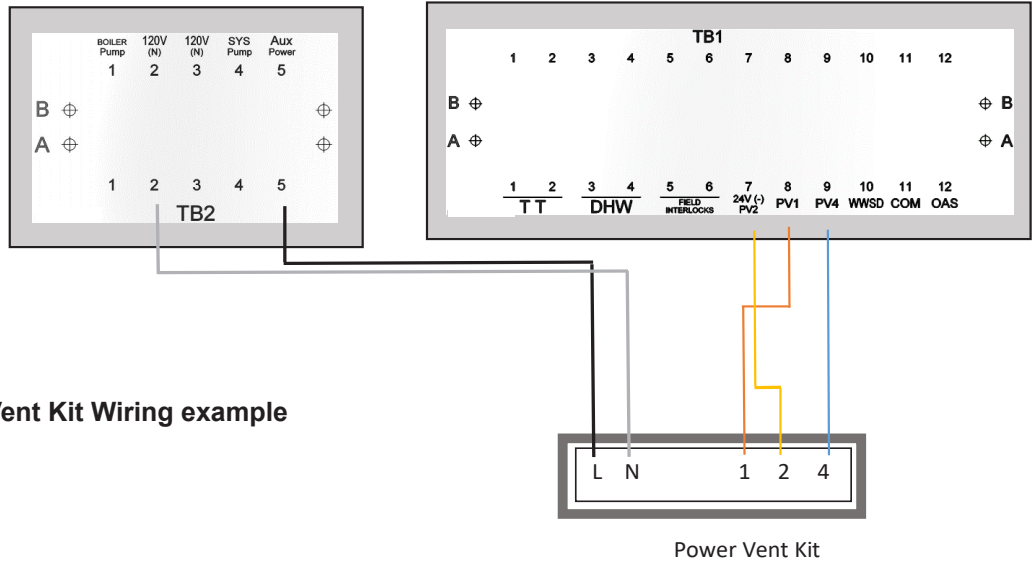 BOILER Pump 120V (N) 120V (N) SYS Pump Aux Power
1 2 3 4 5
B
A
1 2 3 4 5
TB2
TB1
1 2 3 4 5 6 7 8 9 10 11 12
B B
A A
1 2 3 4 5 6 7 8 9 10 11 12
TT DHW FIELD INTERLOCKS 24V (-) PV2 PV1 PV4 WWSD COM OAS
Kit Wiring example
L N 1 2 4
Power Vent Kit